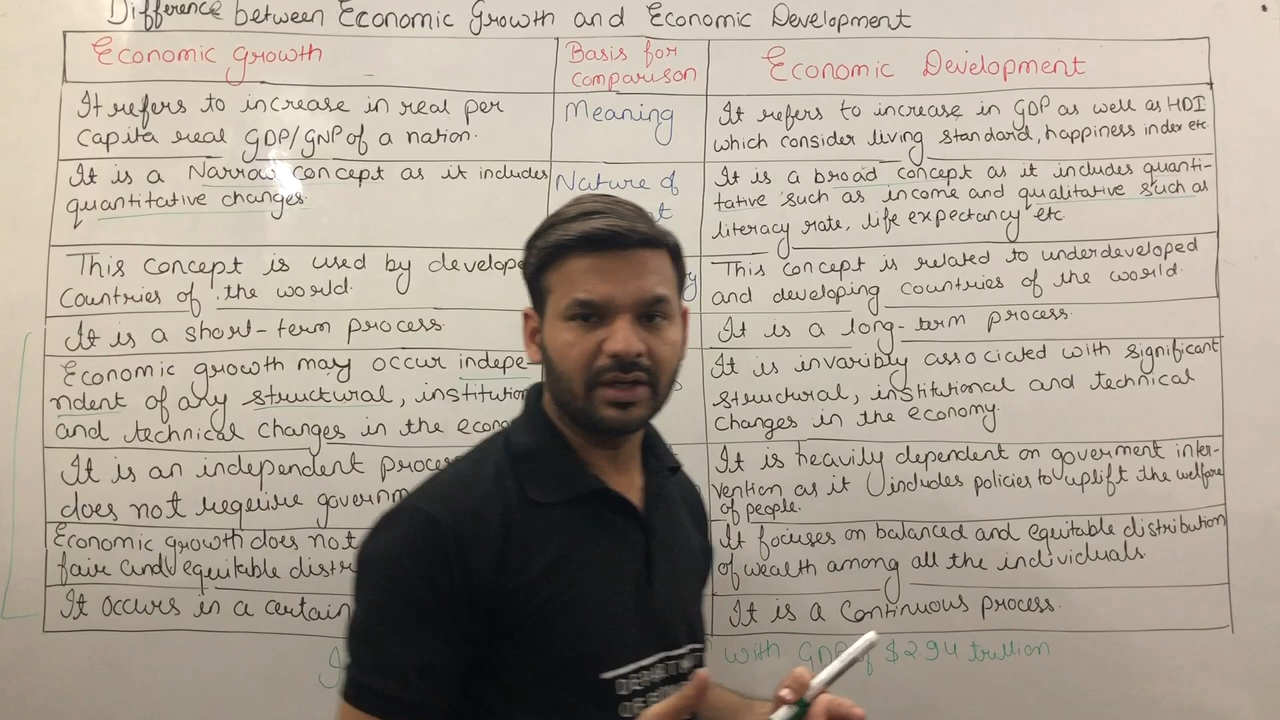 Difference between Economic Growth and Economic Development
Economic growth
Basis for
comparison
Economic Development
It refers to increase in real per
capita real GDP/GNP of a nation.
Meaning
It refers to increase in GDP as well as HDI
which consider living standard, happiness index etc.
It is a Narrow concept as it includes
quantitative changes.
Nature of
It is a broad concept as it includes quanti-
tative such as income and qualitative such as
literacy rate, life expectancy etc
This concept is used by develope
countries of the world.
This concept is related to underdeveloped
and developing countries of the world.
It is a short-term process.
It is a long-term process.
Economic growth may occur indepe-
ndent of any structural, institution
and technical changes in the econo
It is invaribly associated with significant
structural, institutional and technical
changes in the economy.
It is an independent proces
does not require governm
It is heavily dependent on goverment inter-
vention as it includes policies to uplift the welfare
of people.
Economic growth does not
fair and equitable distri
It focuses on balanced and equitable distribution
of wealth among all the individuals.
It occurs in a certain
It is a continuous process.
with GDP of $2.94 trillion